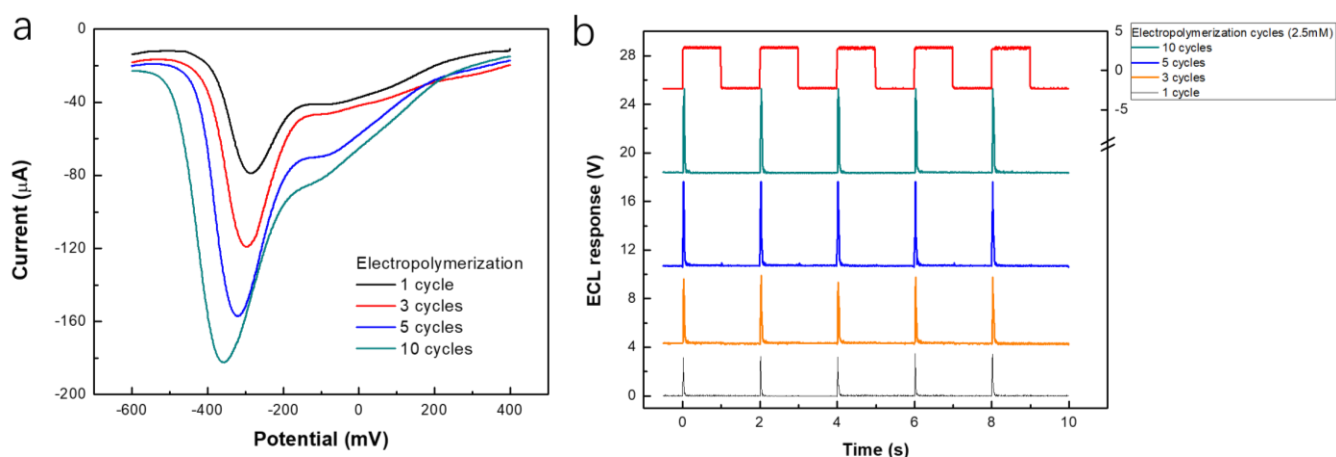 a
0
-40
-80
-120
-160
-200
Current (μA)
-600
-400
-200
0
200
400
Potential (mV)
Electropolymerization
1 cycle
3 cycles
5 cycles
10 cycles
b
28
24
20
16
12
8
4
0
ECL response (V)
0
2
4
6
8
10
Time (s)
5
0
-5
Electropolymerization cycles (2.5mM)
10 cycles
5 cycles
3 cycles
1 cycle